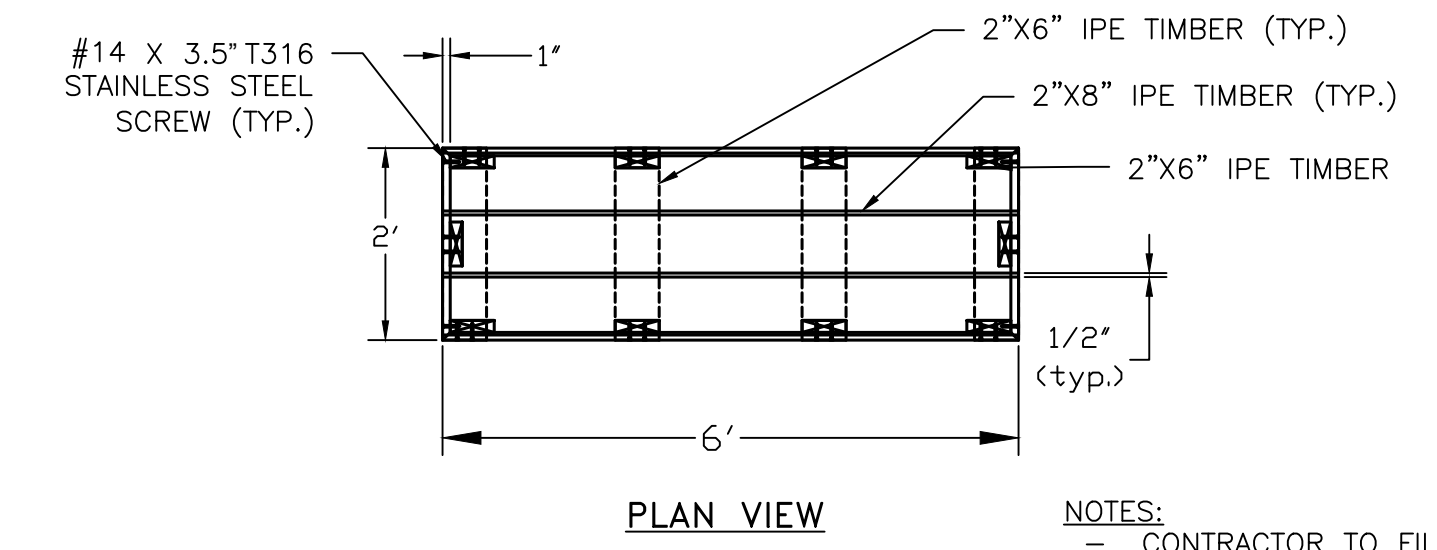 #14 X 3.5" T316
STAINLESS STEEL
SCREW (TYP.)
1"
2"X6" IPE TIMBER (TYP.)
2"X8" IPE TIMBER (TYP.)
2"X6" IPE TIMBER
2'
1/2"
(typ.)
6'
PLAN VIEW
NOTES:
- CONTRACTOR TO